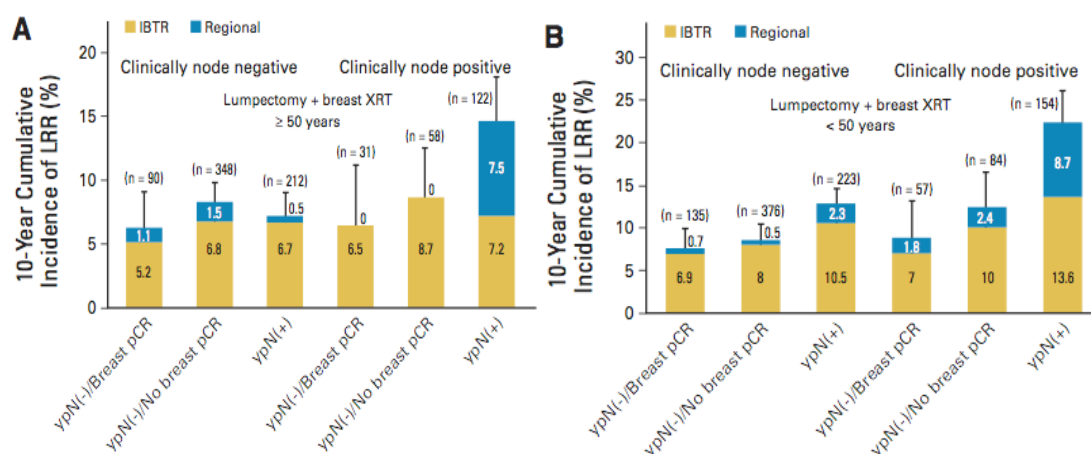 A
IBTR Regional
10-Year Cumulative
Incidence of LRR (%)
20
15
10
5
0
Clinically node negative
Clinically node positive
Lumpectomy + breast XRT
≥ 50 years
(n = 90)
1.1
5.2
(n = 348)
1.5
6.8
(n = 212)
0.5
6.7
(n = 31)
0
6.5
(n = 58)
0
8.7
(n = 122)
7.5
7.2
ypN(-)/Breast pCR
ypN(-)/No breast pCR
ypN(+)
ypN(-)/Breast pCR
ypN(-)/No breast pCR
ypN(+)
B
IBTR Regional
10-Year Cumulative
Incidence of LRR (%)
30
25
20
15
10
5
0
Clinically node negative
Clinically node positive
Lumpectomy + breast XRT
< 50 years
(n = 135)
0.7
6.9
(n = 376)
0.5
8
(n = 223)
2.3
10.5
(n = 57)
1.8
7
(n = 84)
2.4
10
(n = 154)
8.7
13.6
ypN(-)/Breast pCR
ypN(-)/No breast pCR
ypN(+)
ypN(-)/Breast pCR
ypN(-)/No breast pCR
ypN(+)